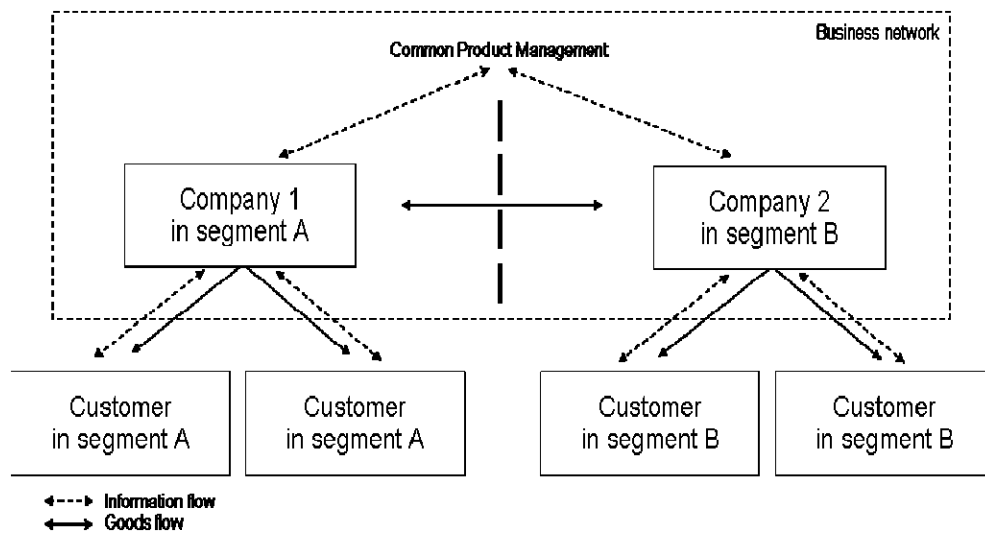 Business network
Common Product Management
Company 1
in segment A
Company 2
in segment B
Customer
in segment A
Customer
in segment A
Customer
in segment B
Customer
in segment B
Information flow
Goods flow